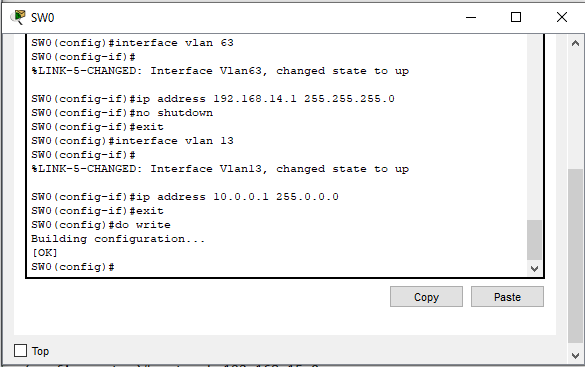 SW0
SW0(config)#interface vlan 63
SW0(config-if)#
%LINK-5-CHANGED: Interface Vlan63, changed state to up
SW0(config-if)#ip address 192.168.14.1 255.255.255.0
SW0(config-if)#no shutdown
SW0(config-if)#exit
SW0(config)#interface vlan 13
SW0(config-if)#
%LINK-5-CHANGED: Interface Vlan13, changed state to up
SW0(config-if)#ip address 10.0.0.1 255.0.0.0
SW0(config-if)#exit
SW0(config)#do write
Building configuration...
[OK]
SW0(config)#
Copy Paste
Top